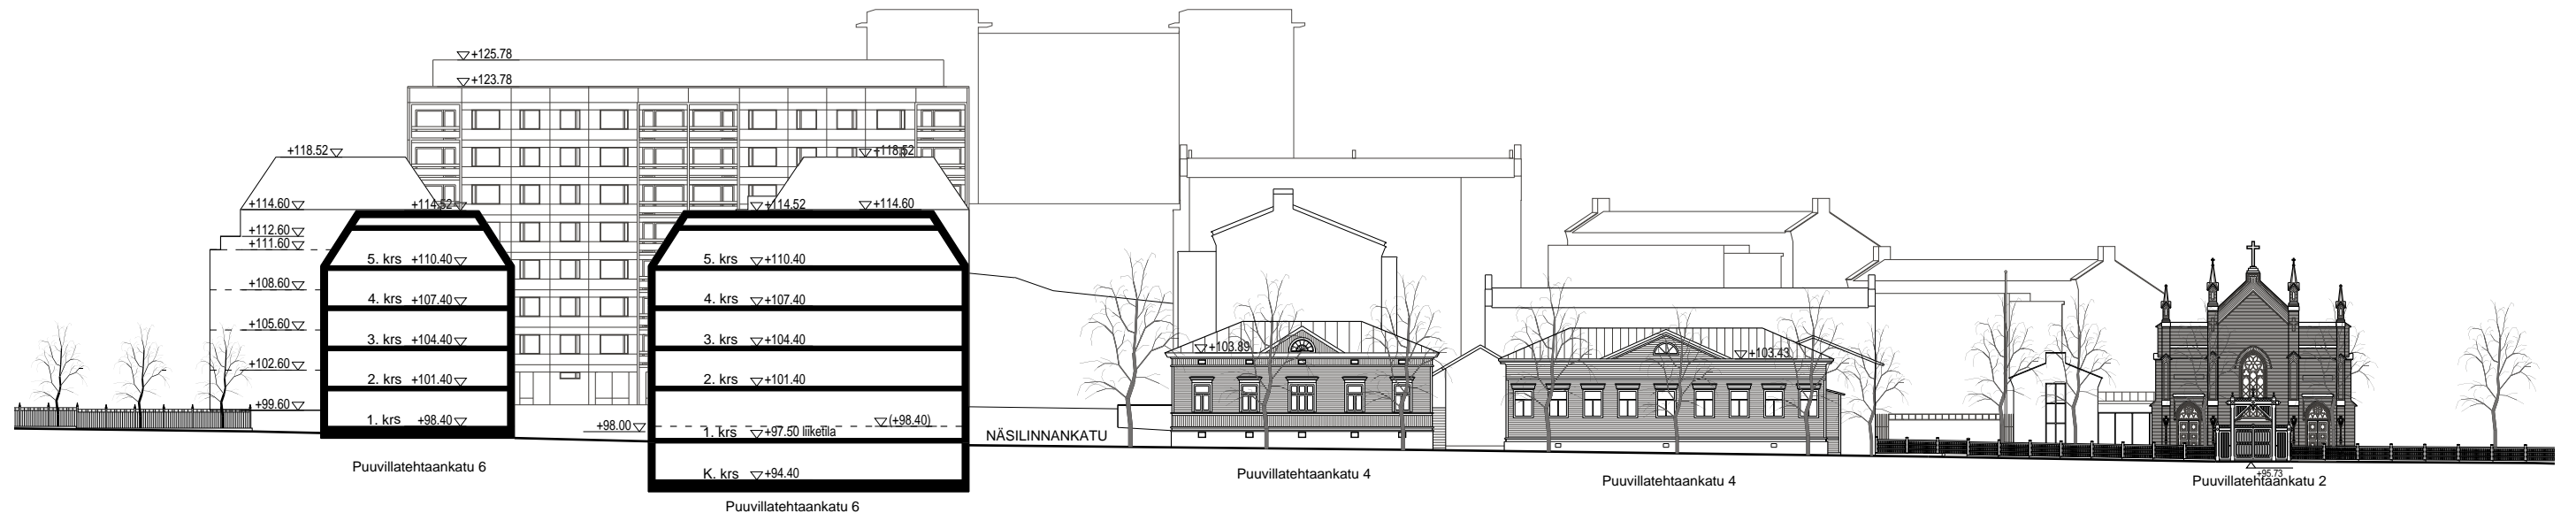 +125.78
+123.78
+118.52 +118.52
+114.60 +114.52 +114.52 +114.60
+112.60
+111.60
5. krs +110.40 5. krs +110.40
+108.60
4. krs +107.40 4. krs +107.40
+105.60
3. krs +104.40 3. krs +104.40
+103.89 +103.43
+102.60
2. krs +101.40 2. krs +101.40
+99.60
1. krs +98.40 +98.00 (+98.40)
1. krs +97.50 liiketila
NÄSILINNANKATU
K. krs +94.40
+95.73
Puuvillatehtaankatu 6
Puuvillatehtaankatu 6
Puuvillatehtaankatu 4
Puuvillatehtaankatu 4
Puuvillatehtaankatu 2